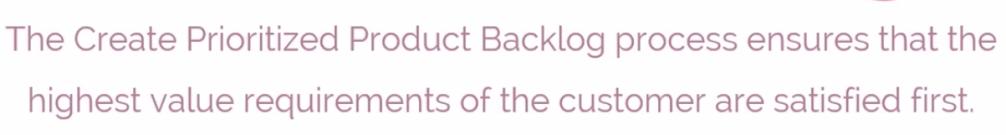 The Create Prioritized Product Backlog process ensures that the
highest value requirements of the customer are satisfied first.